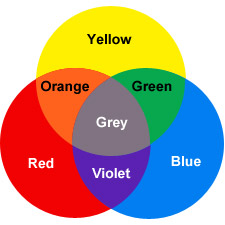 Yellow
Orange Green
Grey
Red Blue
Violet